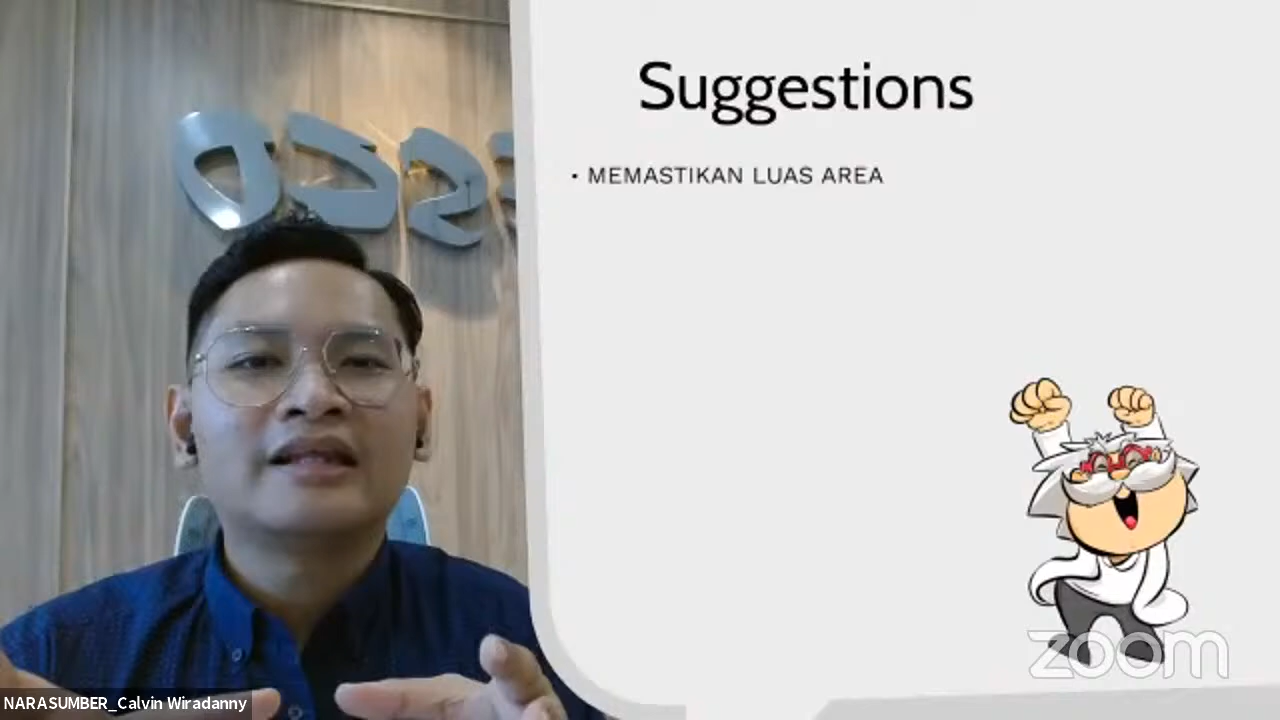 Suggestions
• MEMASTIKAN LUAS AREA
zoom
NARASUMBER_Calvin Wiradanny